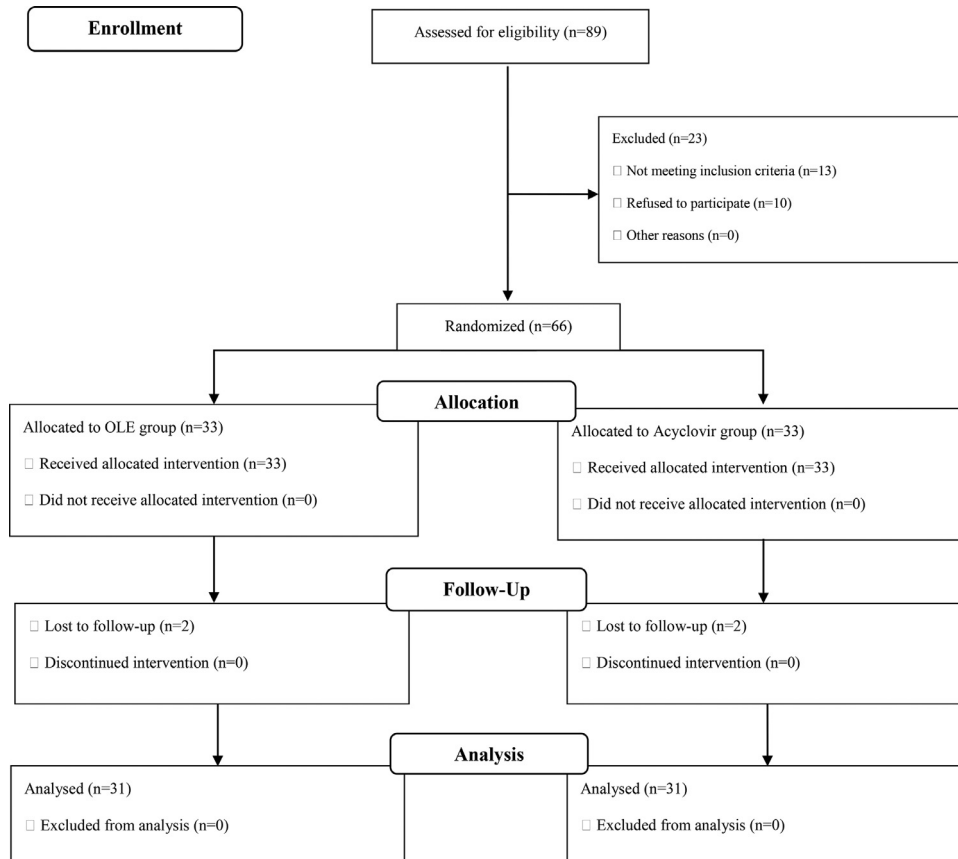 Enrollment
Assessed for eligibility (n=89)
Excluded (n=23)
□ Not meeting inclusion criteria (n=13)
□ Refused to participate (n=10)
□ Other reasons (n=0)
Randomized (n=66)
Allocation
Allocated to OLE group (n=33)
□ Received allocated intervention (n=33)
□ Did not receive allocated intervention (n=0)
Allocated to Acyclovir group (n=33)
□ Received allocated intervention (n=33)
□ Did not receive allocated intervention (n=0)
Follow-Up
□ Lost to follow-up (n=2)
□ Discontinued intervention (n=0)
□ Lost to follow-up (n=2)
□ Discontinued intervention (n=0)
Analysis
Analysed (n=31)
□ Excluded from analysis (n=0)
Analysed (n=31)
□ Excluded from analysis (n=0)